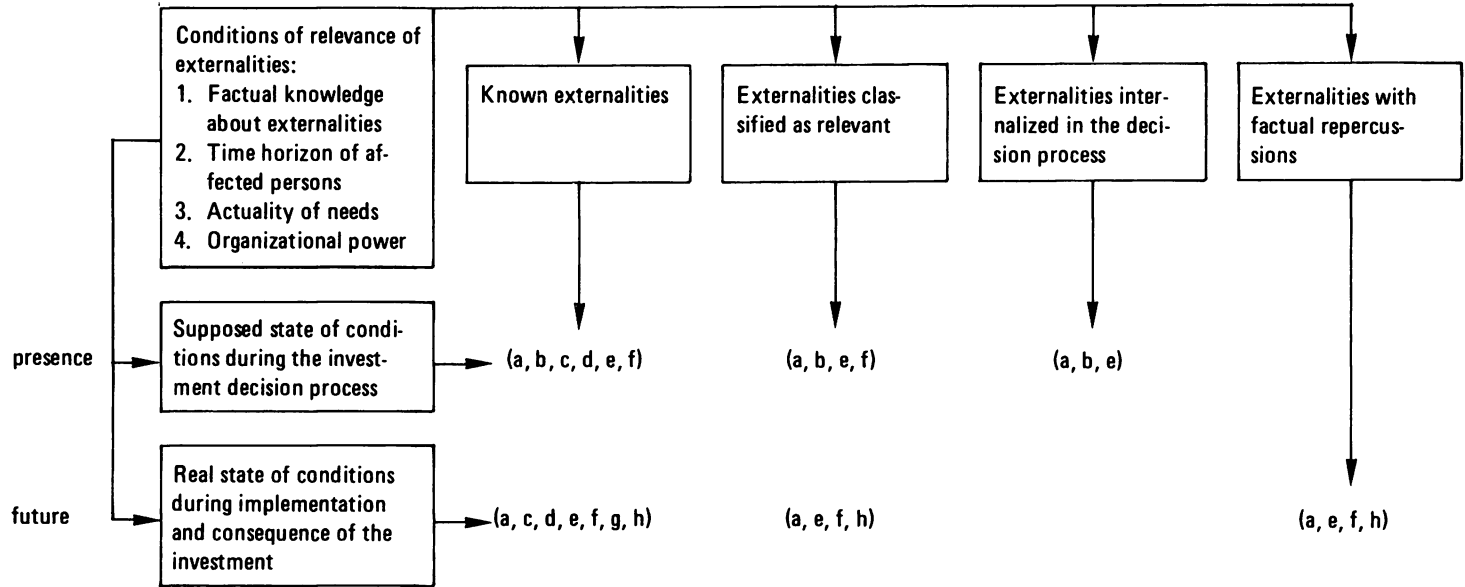 Conditions of relevance of
externalities:
1. Factual knowledge
about externalities
2. Time horizon of af-
fected persons
3. Actuality of needs
4. Organizational power
Known externalities
Externalities clas-
sified as relevant
Externalities inter-
nalized in the deci-
sion process
Externalities with
factual repercus-
sions
presence
Supposed state of condi-
tions during the invest-
ment decision process
(a, b, c, d, e, f)
(a, b, e, f)
(a, b, e)
future
Real state of conditions
during implementation
and consequence of the
investment
(a, c, d, e, f, g, h)
(a, e, f, h)
(a, e, f, h)